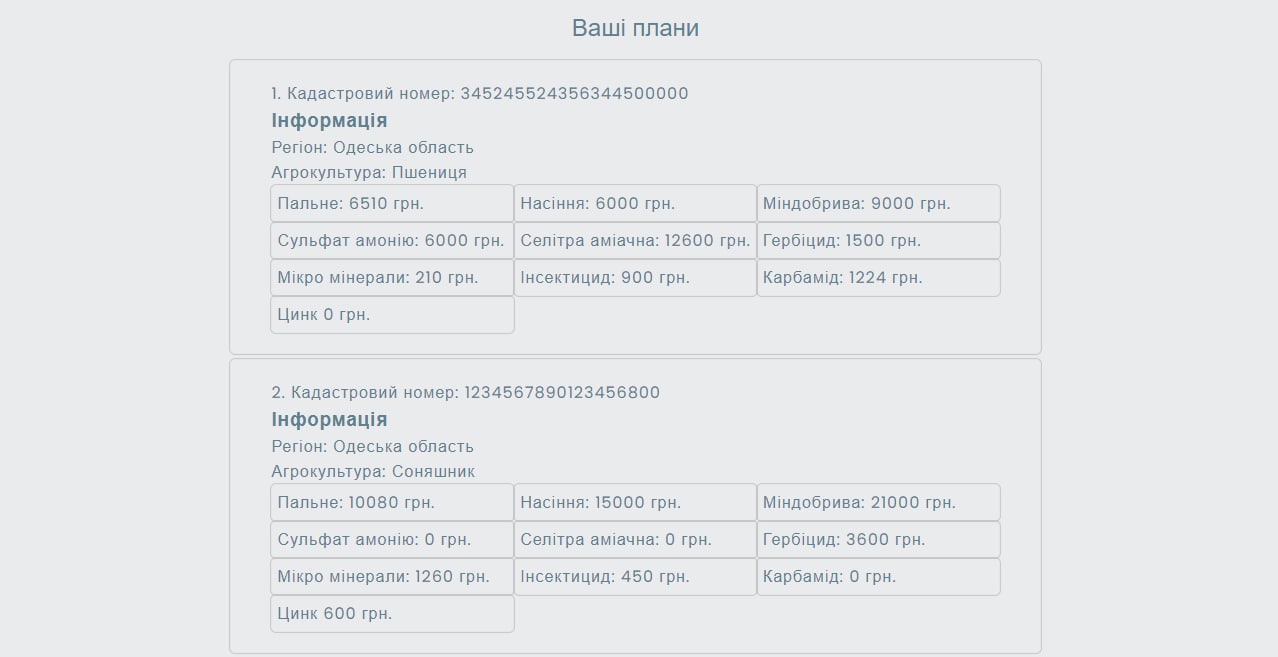 Ваші плани
1. Кадастровий номер: 345245524356344500000
Інформація
Регіон: Одеська область
Агрокультура: Пшениця
Пальне: 6510 грн. Насіння: 6000 грн. Міндобрива: 9000 грн.
Сульфат амонію: 6000 грн. Селітра аміачна: 12600 грн. Гербіцид: 1500 грн.
Мікро мінерали: 210 грн. Інсектицид: 900 грн. Карбамід: 1224 грн.
Цинк 0 грн.
2. Кадастровий номер: 1234567890123456800
Інформація
Регіон: Одеська область
Агрокультура: Соняшник
Пальне: 10080 грн. Насіння: 15000 грн. Міндобрива: 21000 грн.
Сульфат амонію: 0 грн. Селітра аміачна: 0 грн. Гербіцид: 3600 грн.
Мікро мінерали: 1260 грн. Інсектицид: 450 грн. Карбамід: 0 грн.
Цинк 600 грн.